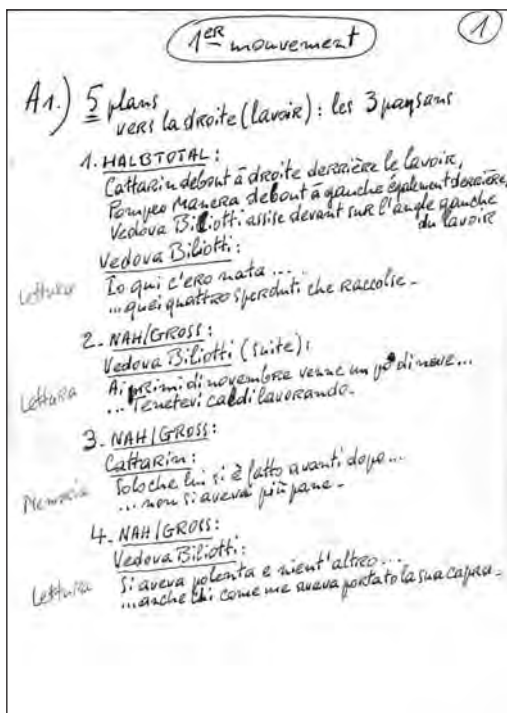 1ER mouvement
1
A1.) 5 plans
vers la droite (lavoir) : les 3 paysans
1. HALBTOTAL :
Cattarin debout à droite derrière le lavoir,
Pompeo Manera debout à gauche également derrière,
Vedova Biliotti assise devant sur l'angle gauche
du lavoir
Vedova Biliotti :
Io qui c'ero nata ...
Lettura
... quei quattro sperduti che raccolse -
2. NAH/GROSS :
Vedova Biliotti (suite) :
Ai primi di novembre venne un po' di neve ...
Lettura
... Tenetevi caldi lavorando.
3. NAH/GROSS :
Cattarin :
Solo che lui si è fatto avanti dopo ...
Memoria
... non si aveva più pane -
4. NAH/GROSS :
Vedova Biliotti :
Si aveva polenta e nient'altro ...
Lettura
... anche chi come me aveva portato la sua capra -